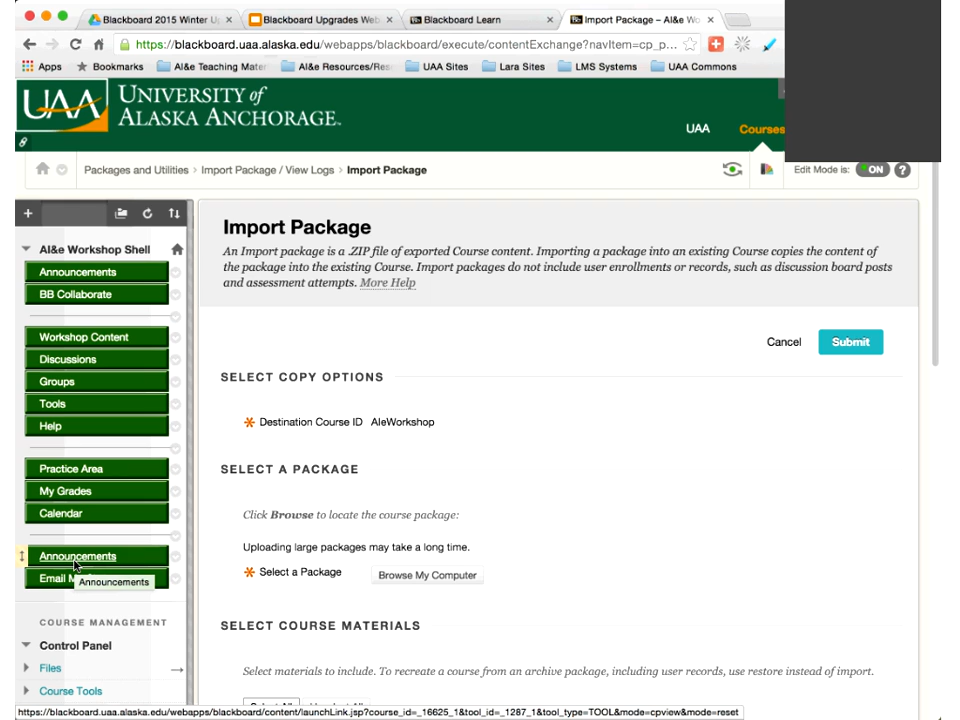 Blackboard 2015 Winter U
Blackboard Upgrades Web
Blackboard Learn
Import Package – AI&e Wo
https://blackboard.uaa.alaska.edu/webapps/blackboard/execute/contentExchange?navItem=cp_p...
Apps
Bookmarks
AI&e Teaching Mater
AI&e Resources/Res
UAA Sites
Lara Sites
LMS Systems
UAA Commons
UAA
UNIVERSITY of
ALASKA ANCHORAGE
UAA
Courses
Packages and Utilities › Import Package / View Logs › Import Package
Edit Mode is: ON ?
AI&e Workshop Shell
Announcements
BB Collaborate
Workshop Content
Discussions
Groups
Tools
Help
Practice Area
My Grades
Calendar
Announcements
Email M
Announcements
COURSE MANAGEMENT
Control Panel
Files
Course Tools
Import Package
An Import package is a .ZIP file of exported Course content. Importing a package into an existing Course copies the content of
the package into the existing Course. Import packages do not include user enrollments or records, such as discussion board posts
and assessment attempts. More Help
Cancel
Submit
SELECT COPY OPTIONS
Destination Course ID AIeWorkshop
SELECT A PACKAGE
Click Browse to locate the course package:
Uploading large packages may take a long time.
Select a Package Browse My Computer
SELECT COURSE MATERIALS
Select materials to include. To recreate a course from an archive package, including user records, use restore instead of import.
https://blackboard.uaa.alaska.edu/webapps/blackboard/content/launchLink.jsp?course_id=_16625_1&tool_id=_1287_1&tool_type=TOOL&mode=cpview&mode=reset